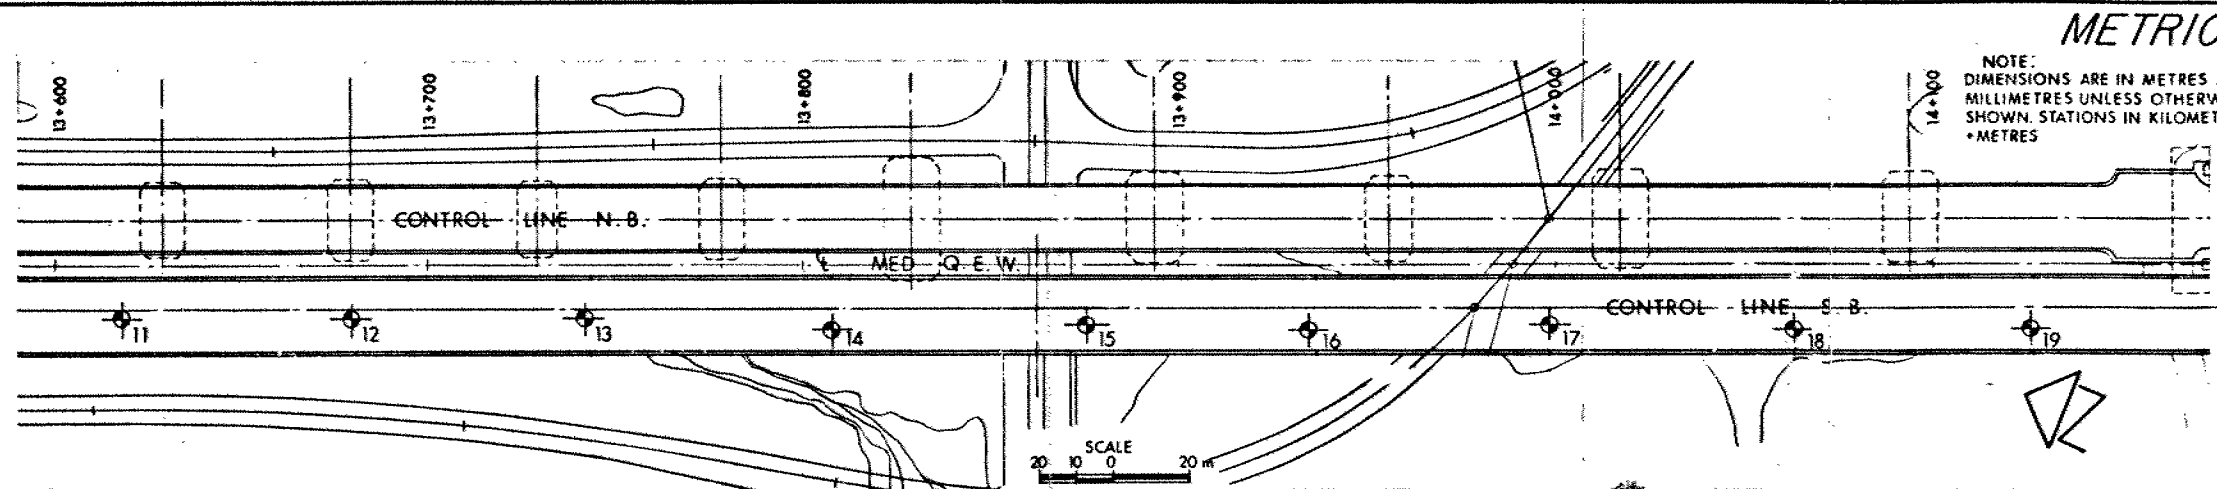 METRIC
NOTE:
DIMENSIONS ARE IN METRES
MILLIMETRES UNLESS OTHERW
SHOWN. STATIONS IN KILOMET
+METRES
13+600
13+700
13+800
13+900
14+000
14+100
CONTROL LINE N.B.
℄ MED Q.E.W.
CONTROL LINE S.B.
11
12
13
14
15
16
17
18
19
SCALE
20 10 0 20 m